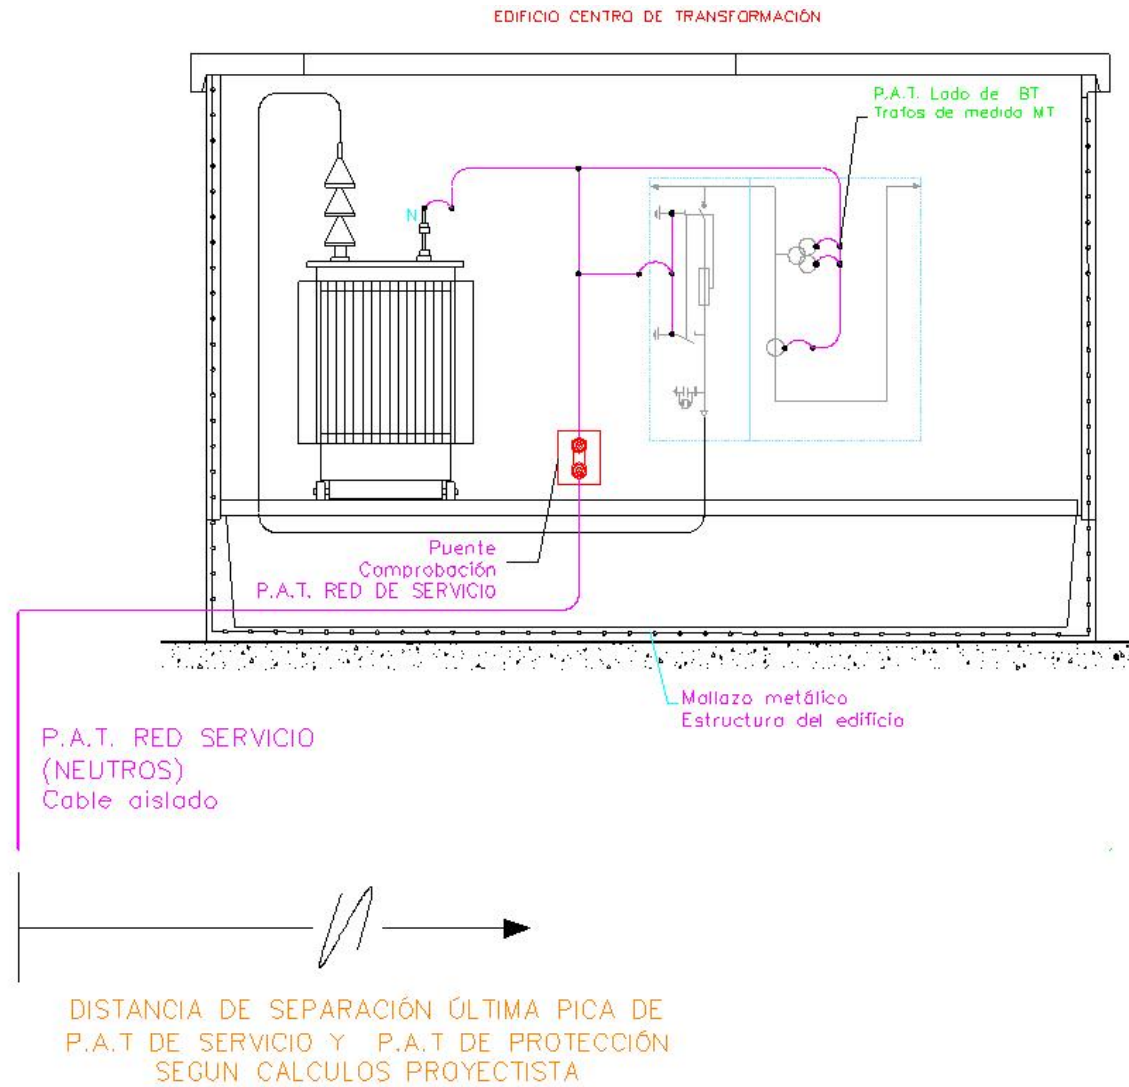 EDIFICIO CENTRO DE TRANSFORMACIÓN
P.A.T. Lado de BT
Trafos de medida MT
N
Puente
Comprobación
P.A.T. RED DE SERVICIO
Mallazo metálico
Estructura del edificio
P.A.T. RED SERVICIO
(NEUTROS)
Cable aislado
DISTANCIA DE SEPARACIÓN ÚLTIMA PICA DE
P.A.T DE SERVICIO Y P.A.T DE PROTECCIÓN
SEGUN CALCULOS PROYECTISTA